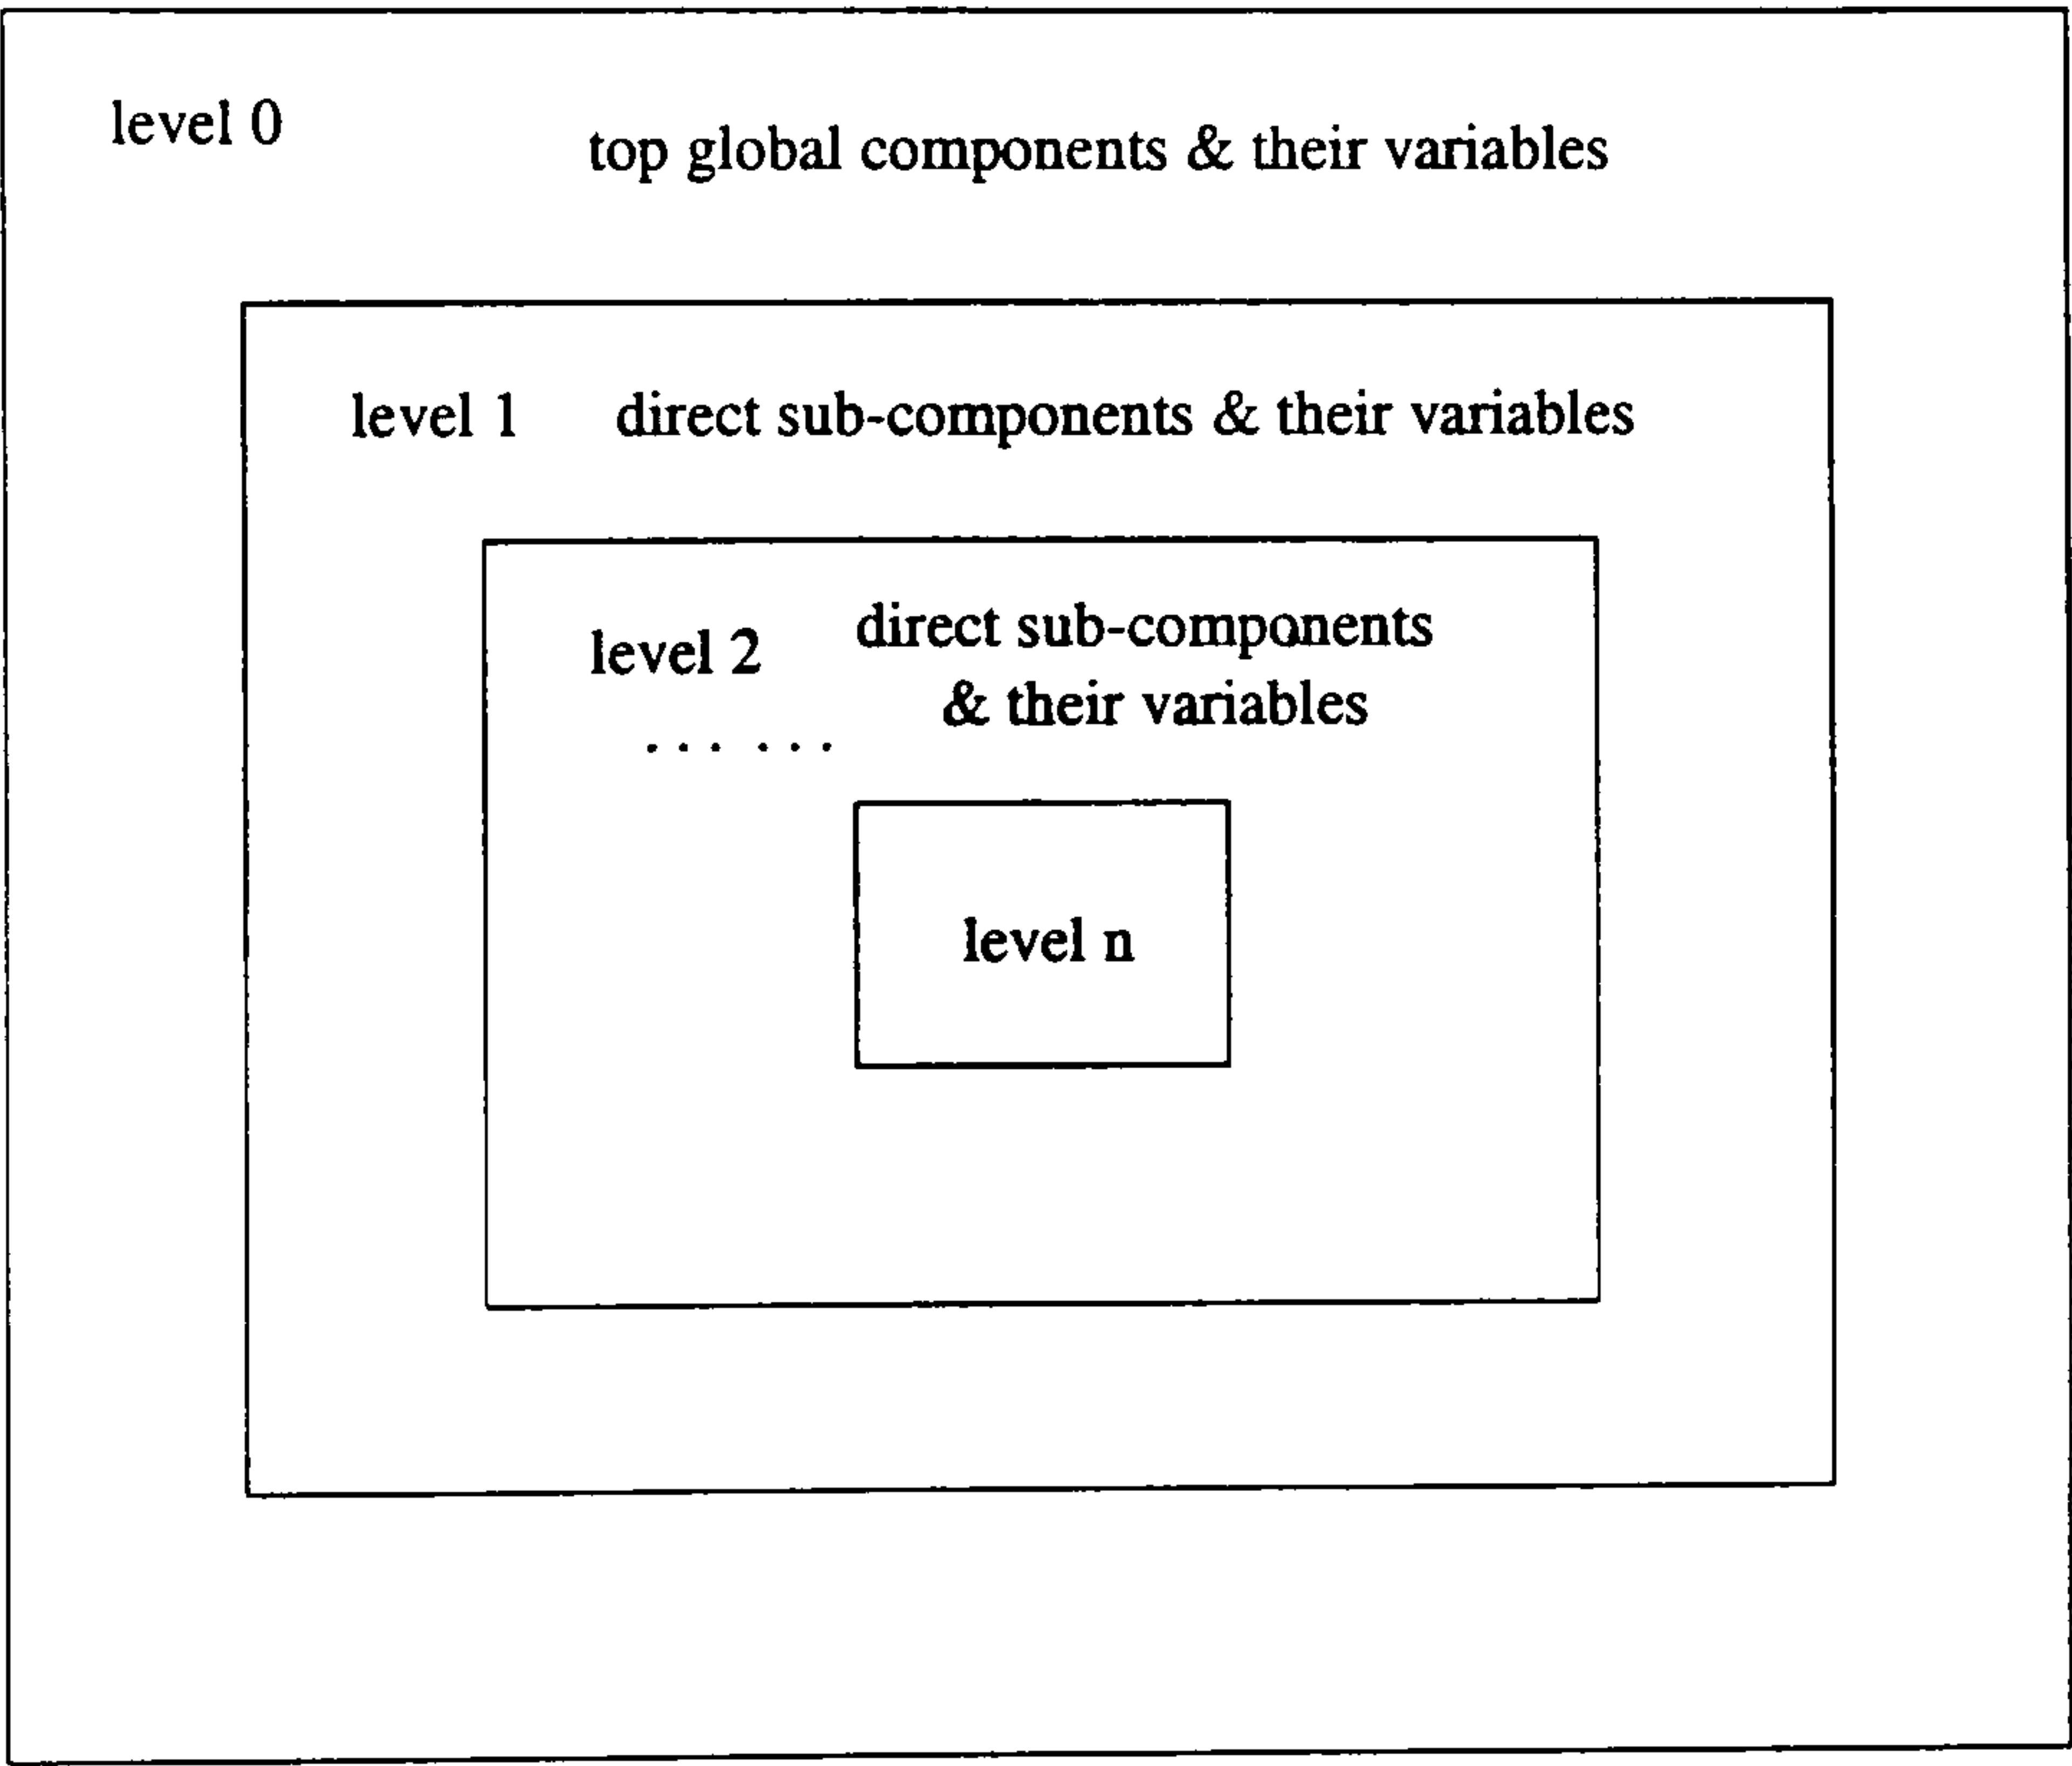 level 0
top global components & their variables
level 1 direct sub-components & their variables
level 2 direct sub-components
& their variables
. . . . . .
level n